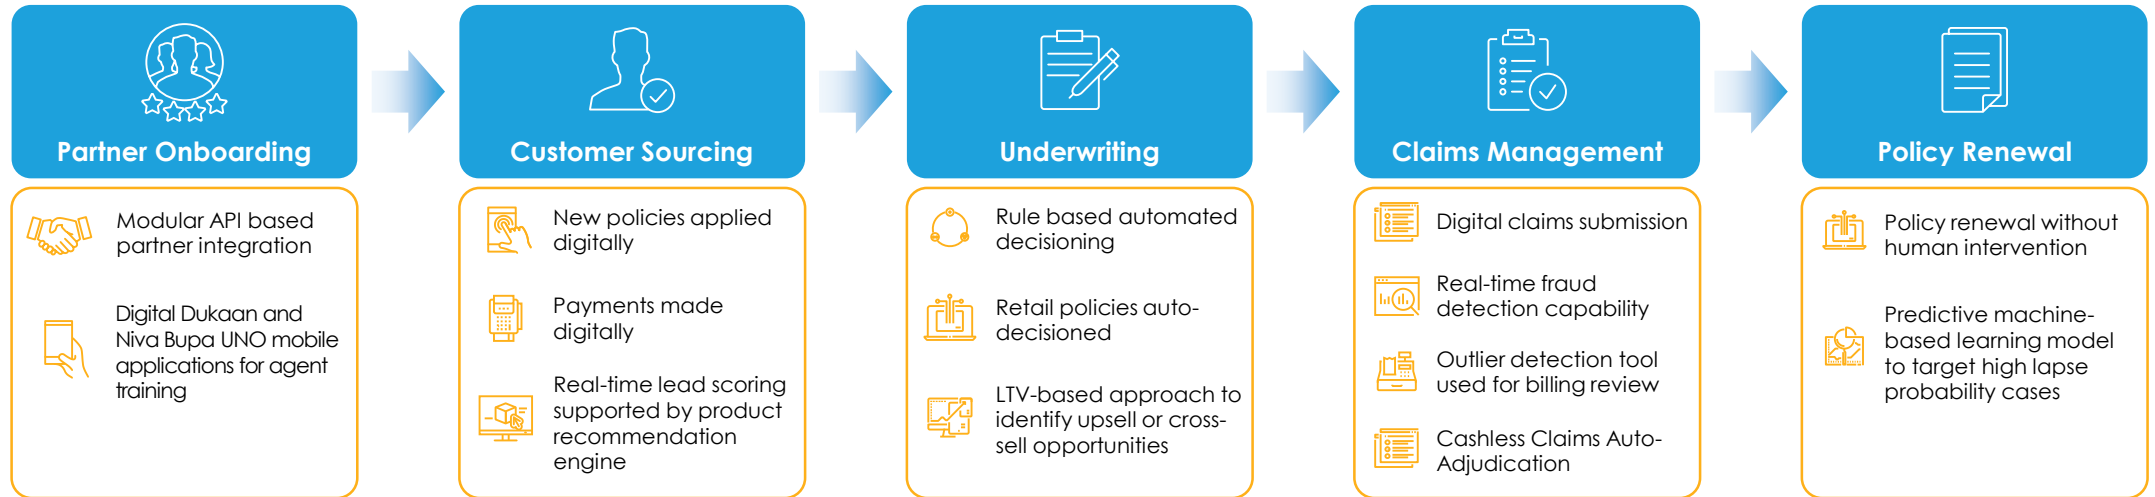 Partner Onboarding
Modular API based
partner integration
Digital Dukaan and
Niva Bupa UNO mobile
applications for agent
training
Customer Sourcing
New policies applied
digitally
Payments made
digitally
Real-time lead scoring
supported by product
recommendation
engine
Underwriting
Rule based automated
decisioning
Retail policies auto-
decisioned
LTV-based approach to
identify upsell or cross-
sell opportunities
Claims Management
Digital claims submission
Real-time fraud
detection capability
Outlier detection tool
used for billing review
Cashless Claims Auto-
Adjudication
Policy Renewal
Policy renewal without
human intervention
Predictive machine-
based learning model
to target high lapse
probability cases